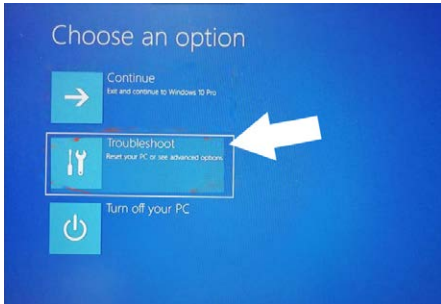 Choose an option
Continue
Exit and continue to Windows 10 Pro
Troubleshoot
Reset your PC or see advanced options
Turn off your PC